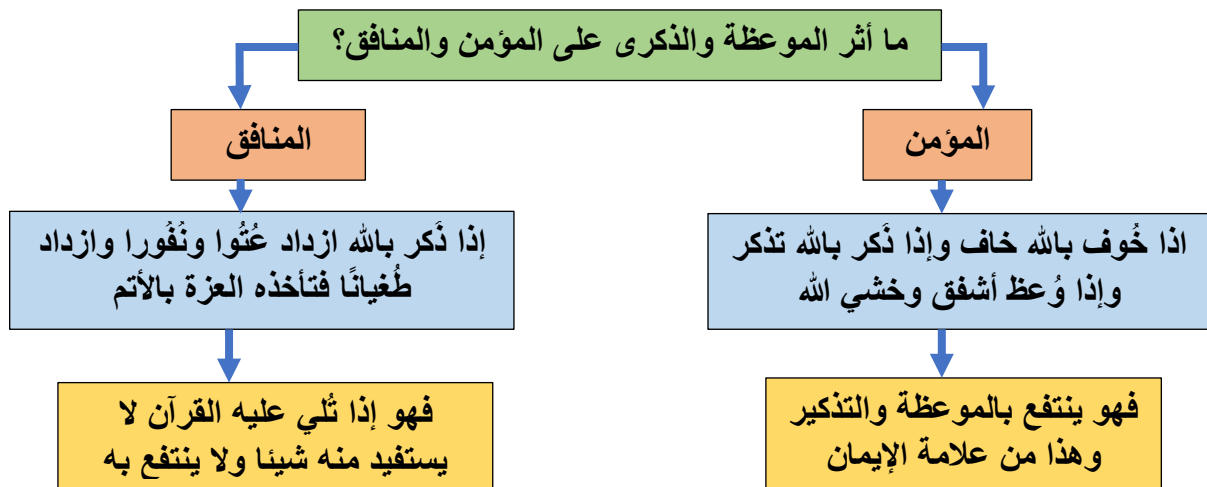 ما أثر الموعظة والذكرى على المؤمن والمنافق؟
المؤمن
اذا خُوف بالله خاف وإذا ذَكر بالله تذكر
وإذا وُعظ أشفق وخشي الله
فهو ينتفع بالموعظة والتذكير
وهذا من علامة الإيمان
المنافق
إذا ذَكر بالله ازداد عُتُوا ونُفُورا وازداد
طُغيانًا فتأخذه العزة بالأتم
فهو إذا تُلي عليه القرآن لا
يستفيد منه شيئا ولا ينتفع به